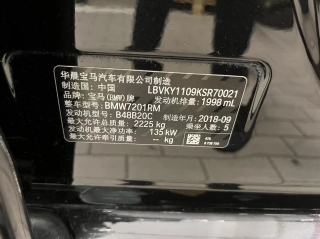 华晨宝马汽车有限公司制造
制造国：中国 LBVKY1109KSR70021
品牌：宝马(BMW)牌 发动机排量：1998 mL
整车型号：BMW7201RM
发动机型号：B48B20C 制造年月：2018-09
最大允许总质量：2225 kg 乘坐人数：5
发动机最大净功率：135 kW
最大允许牵引质量：-- kg